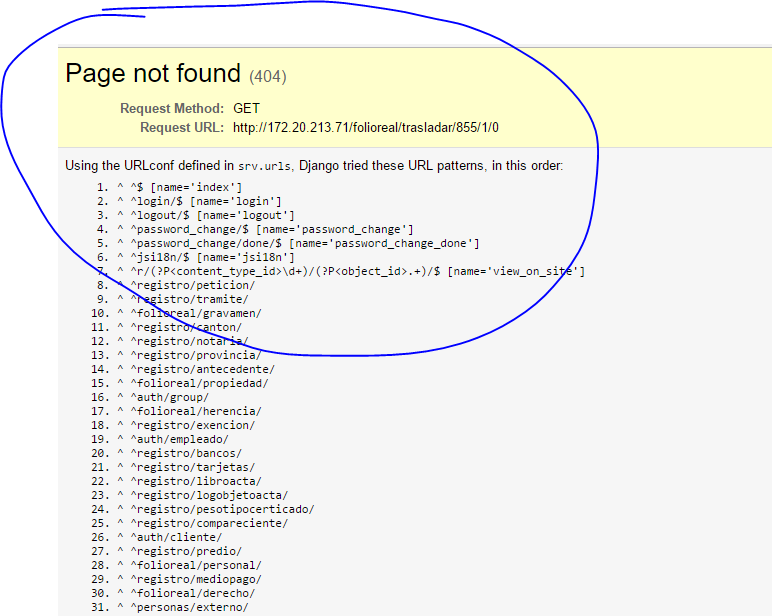 Page not found (404)
Request Method: GET
Request URL: http://172.20.213.71/folioreal/trasladar/855/1/0
Using the URLconf defined in srv.urls, Django tried these URL patterns, in this order:
1. ^ ^$ [name='index']
2. ^ ^login/$ [name='login']
3. ^ ^logout/$ [name='logout']
4. ^ ^password_change/$ [name='password_change']
5. ^ ^password_change/done/$ [name='password_change_done']
6. ^ ^jsi18n/$ [name='jsi18n']
7. ^ ^r/(?P<content_type_id>\d+)/(?P<object_id>.+)/$ [name='view_on_site']
8. ^ ^registro/peticion/
9. ^ ^registro/tramite/
10. ^ ^folioreal/gravamen/
11. ^ ^registro/canton/
12. ^ ^registro/notaria/
13. ^ ^registro/provincia/
14. ^ ^registro/antecedente/
15. ^ ^folioreal/propiedad/
16. ^ ^auth/group/
17. ^ ^folioreal/herencia/
18. ^ ^registro/exencion/
19. ^ ^auth/empleado/
20. ^ ^registro/bancos/
21. ^ ^registro/tarjetas/
22. ^ ^registro/libroacta/
23. ^ ^registro/logobjetoacta/
24. ^ ^registro/pesotipocerticado/
25. ^ ^registro/compareciente/
26. ^ ^auth/cliente/
27. ^ ^registro/predio/
28. ^ ^folioreal/personal/
29. ^ ^registro/mediopago/
30. ^ ^folioreal/derecho/
31. ^ ^personas/externo/